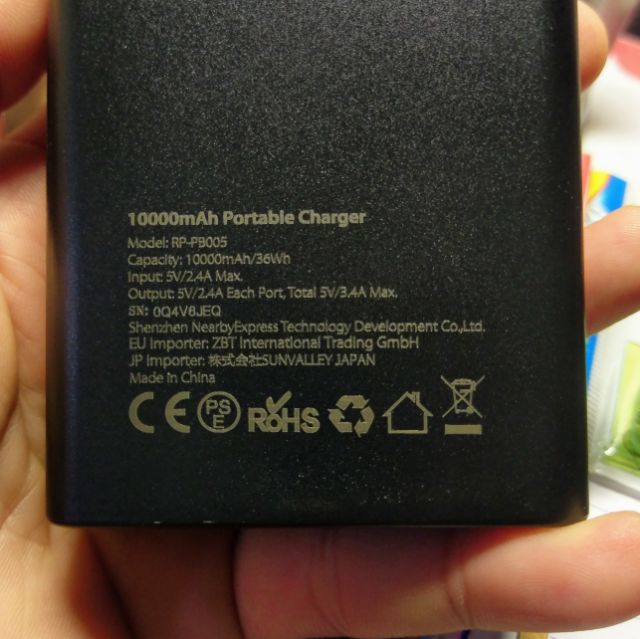 10000mAh Portable Charger
Model: RP-PB005
Capacity: 10000mAh/36Wh
Input: 5V/2.4A Max.
Output: 5V/2.4A Each Port, Total 5V/3.4A Max.
SN: 0Q4V6JEQ
Shenzhen NearbyExpress Technology Development Co.,Ltd.
EU Importer: ZBT International Trading GmbH
JP Importer: 株式会社SUNVALLEY JAPAN
Made in China
CE PSE RoHS